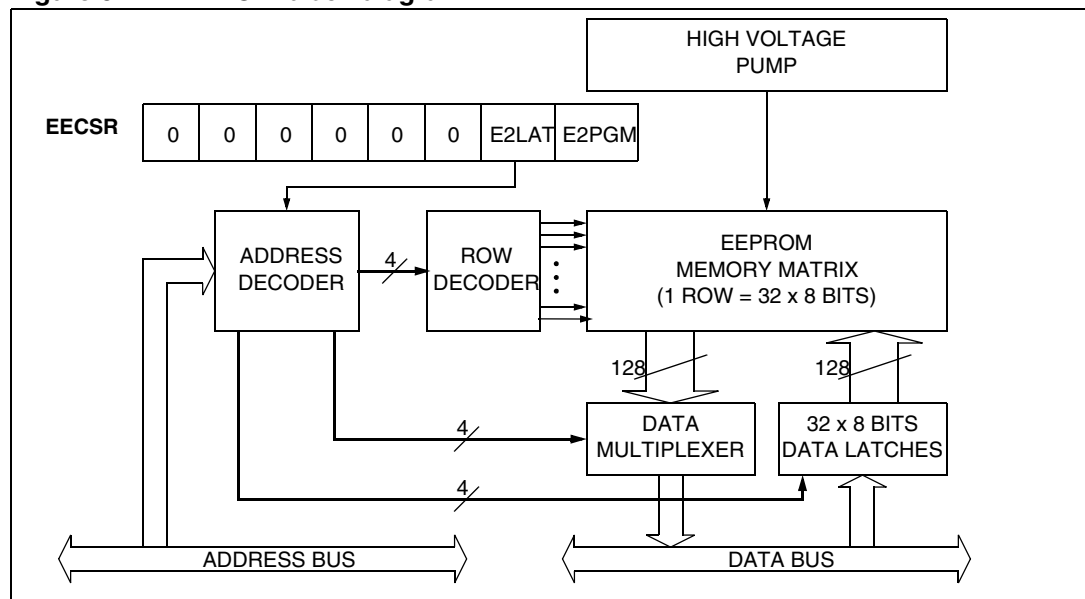 HIGH VOLTAGE
PUMP
EECSR 0 0 0 0 0 0 E2LAT E2PGM
ADDRESS
DECODER
4
ROW
DECODER
EEPROM
MEMORY MATRIX
(1 ROW = 32 x 8 BITS)
128
128
4
DATA
MULTIPLEXER
32 x 8 BITS
DATA LATCHES
4
ADDRESS BUS
DATA BUS